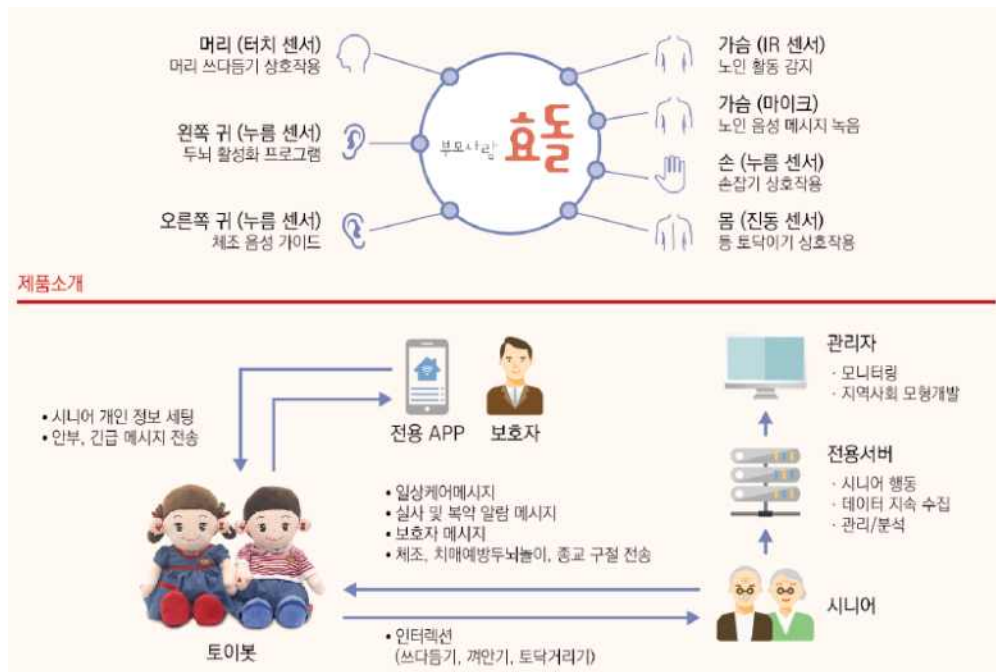 머리 (터치 센서)
머리 쓰다듬기 상호작용
왼쪽 귀 (누름 센서)
두뇌 활성화 프로그램
오른쪽 귀 (누름 센서)
체조 음성 가이드
부모사랑 효돌
가슴 (IR 센서)
노인 활동 감지
가슴 (마이크)
노인 음성 메시지 녹음
손 (누름 센서)
손잡기 상호작용
몸 (진동 센서)
등 토닥이기 상호작용
제품소개
• 시니어 개인 정보 세팅
• 안부, 긴급 메시지 전송
전용 APP
보호자
관리자
· 모니터링
· 지역사회 모형개발
전용서버
· 시니어 행동
· 데이터 지속 수집
· 관리/분석
• 일상케어메시지
• 실사 및 복약 알람 메시지
• 보호자 메시지
• 체조, 치매예방두뇌놀이, 종교 구절 전송
시니어
토이봇
• 인터렉션
(쓰다듬기, 껴안기, 토닥거리기)